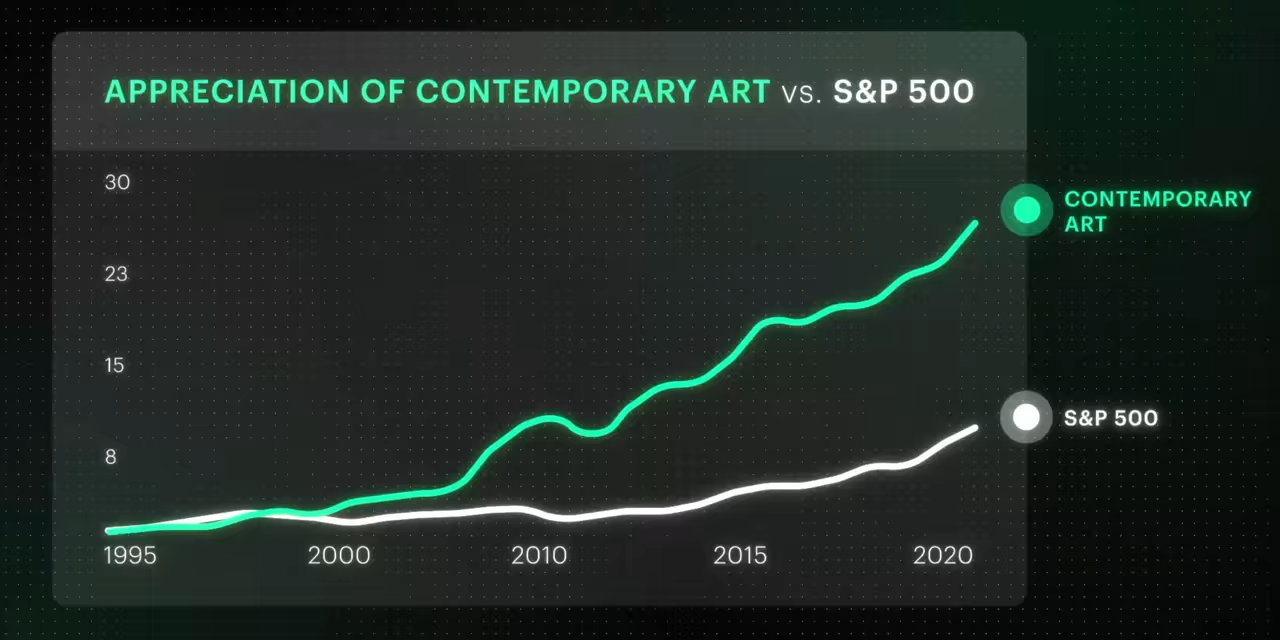 APPRECIATION OF CONTEMPORARY ART VS. S&P 500
30
CONTEMPORARY
ART
23
15
S&P 500
8
1995 2000 2010 2015 2020